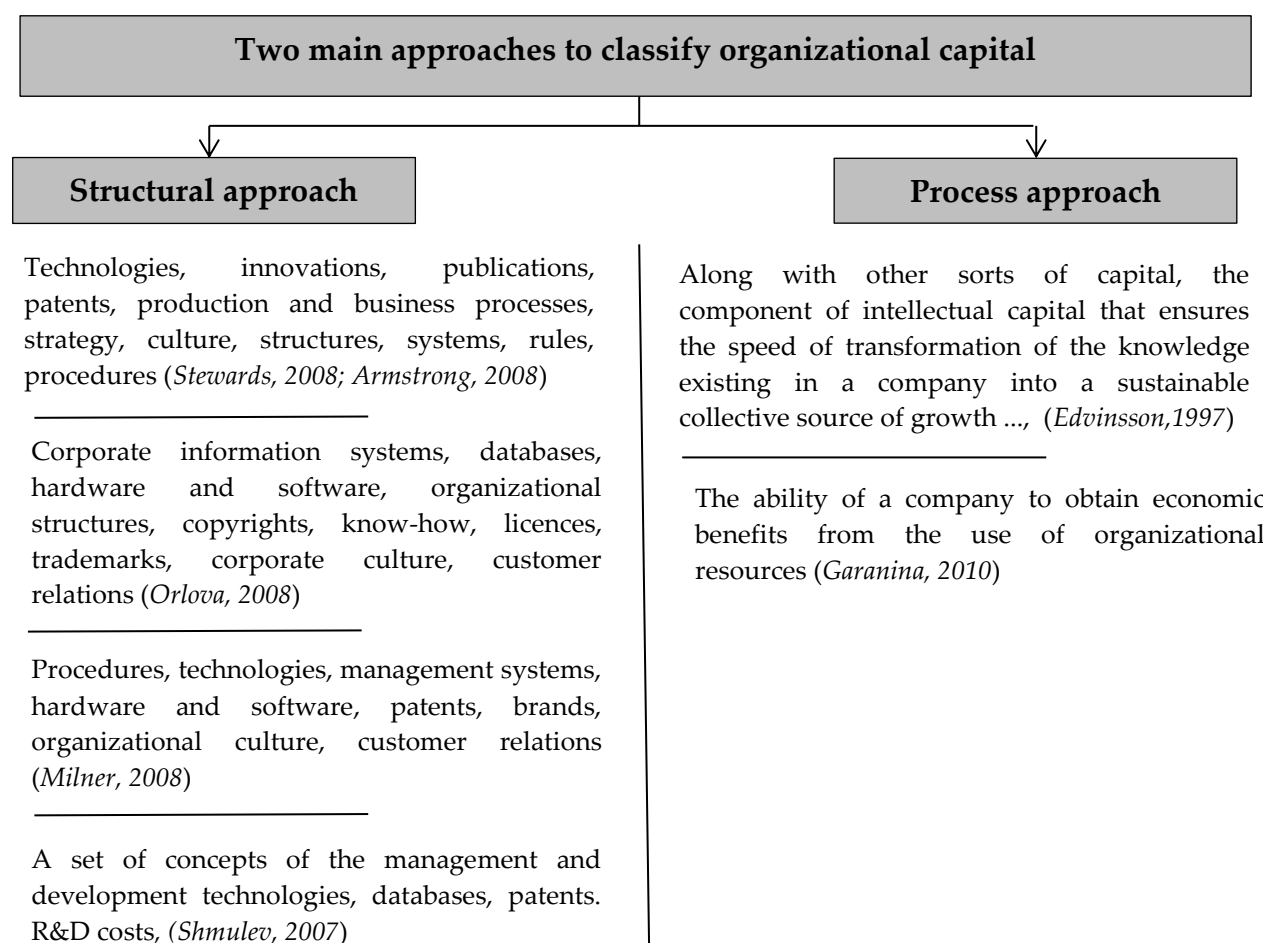 Two main approaches to classify organizational capital
Structural approach
Technologies, innovations, publications,
patents, production and business processes,
strategy, culture, structures, systems, rules,
procedures (Stewards, 2008; Armstrong, 2008)
Corporate information systems, databases,
hardware and software, organizational
structures, copyrights, know-how, licences,
trademarks, corporate culture, customer
relations (Orlova, 2008)
Procedures, technologies, management systems,
hardware and software, patents, brands,
organizational culture, customer relations
(Milner, 2008)
A set of concepts of the management and
development technologies, databases, patents.
R&D costs, (Shmulev, 2007)
Process approach
Along with other sorts of capital, the
component of intellectual capital that ensures
the speed of transformation of the knowledge
existing in a company into a sustainable
collective source of growth ..., (Edvinsson,1997)
The ability of a company to obtain economic
benefits from the use of organizational
resources (Garanina, 2010)